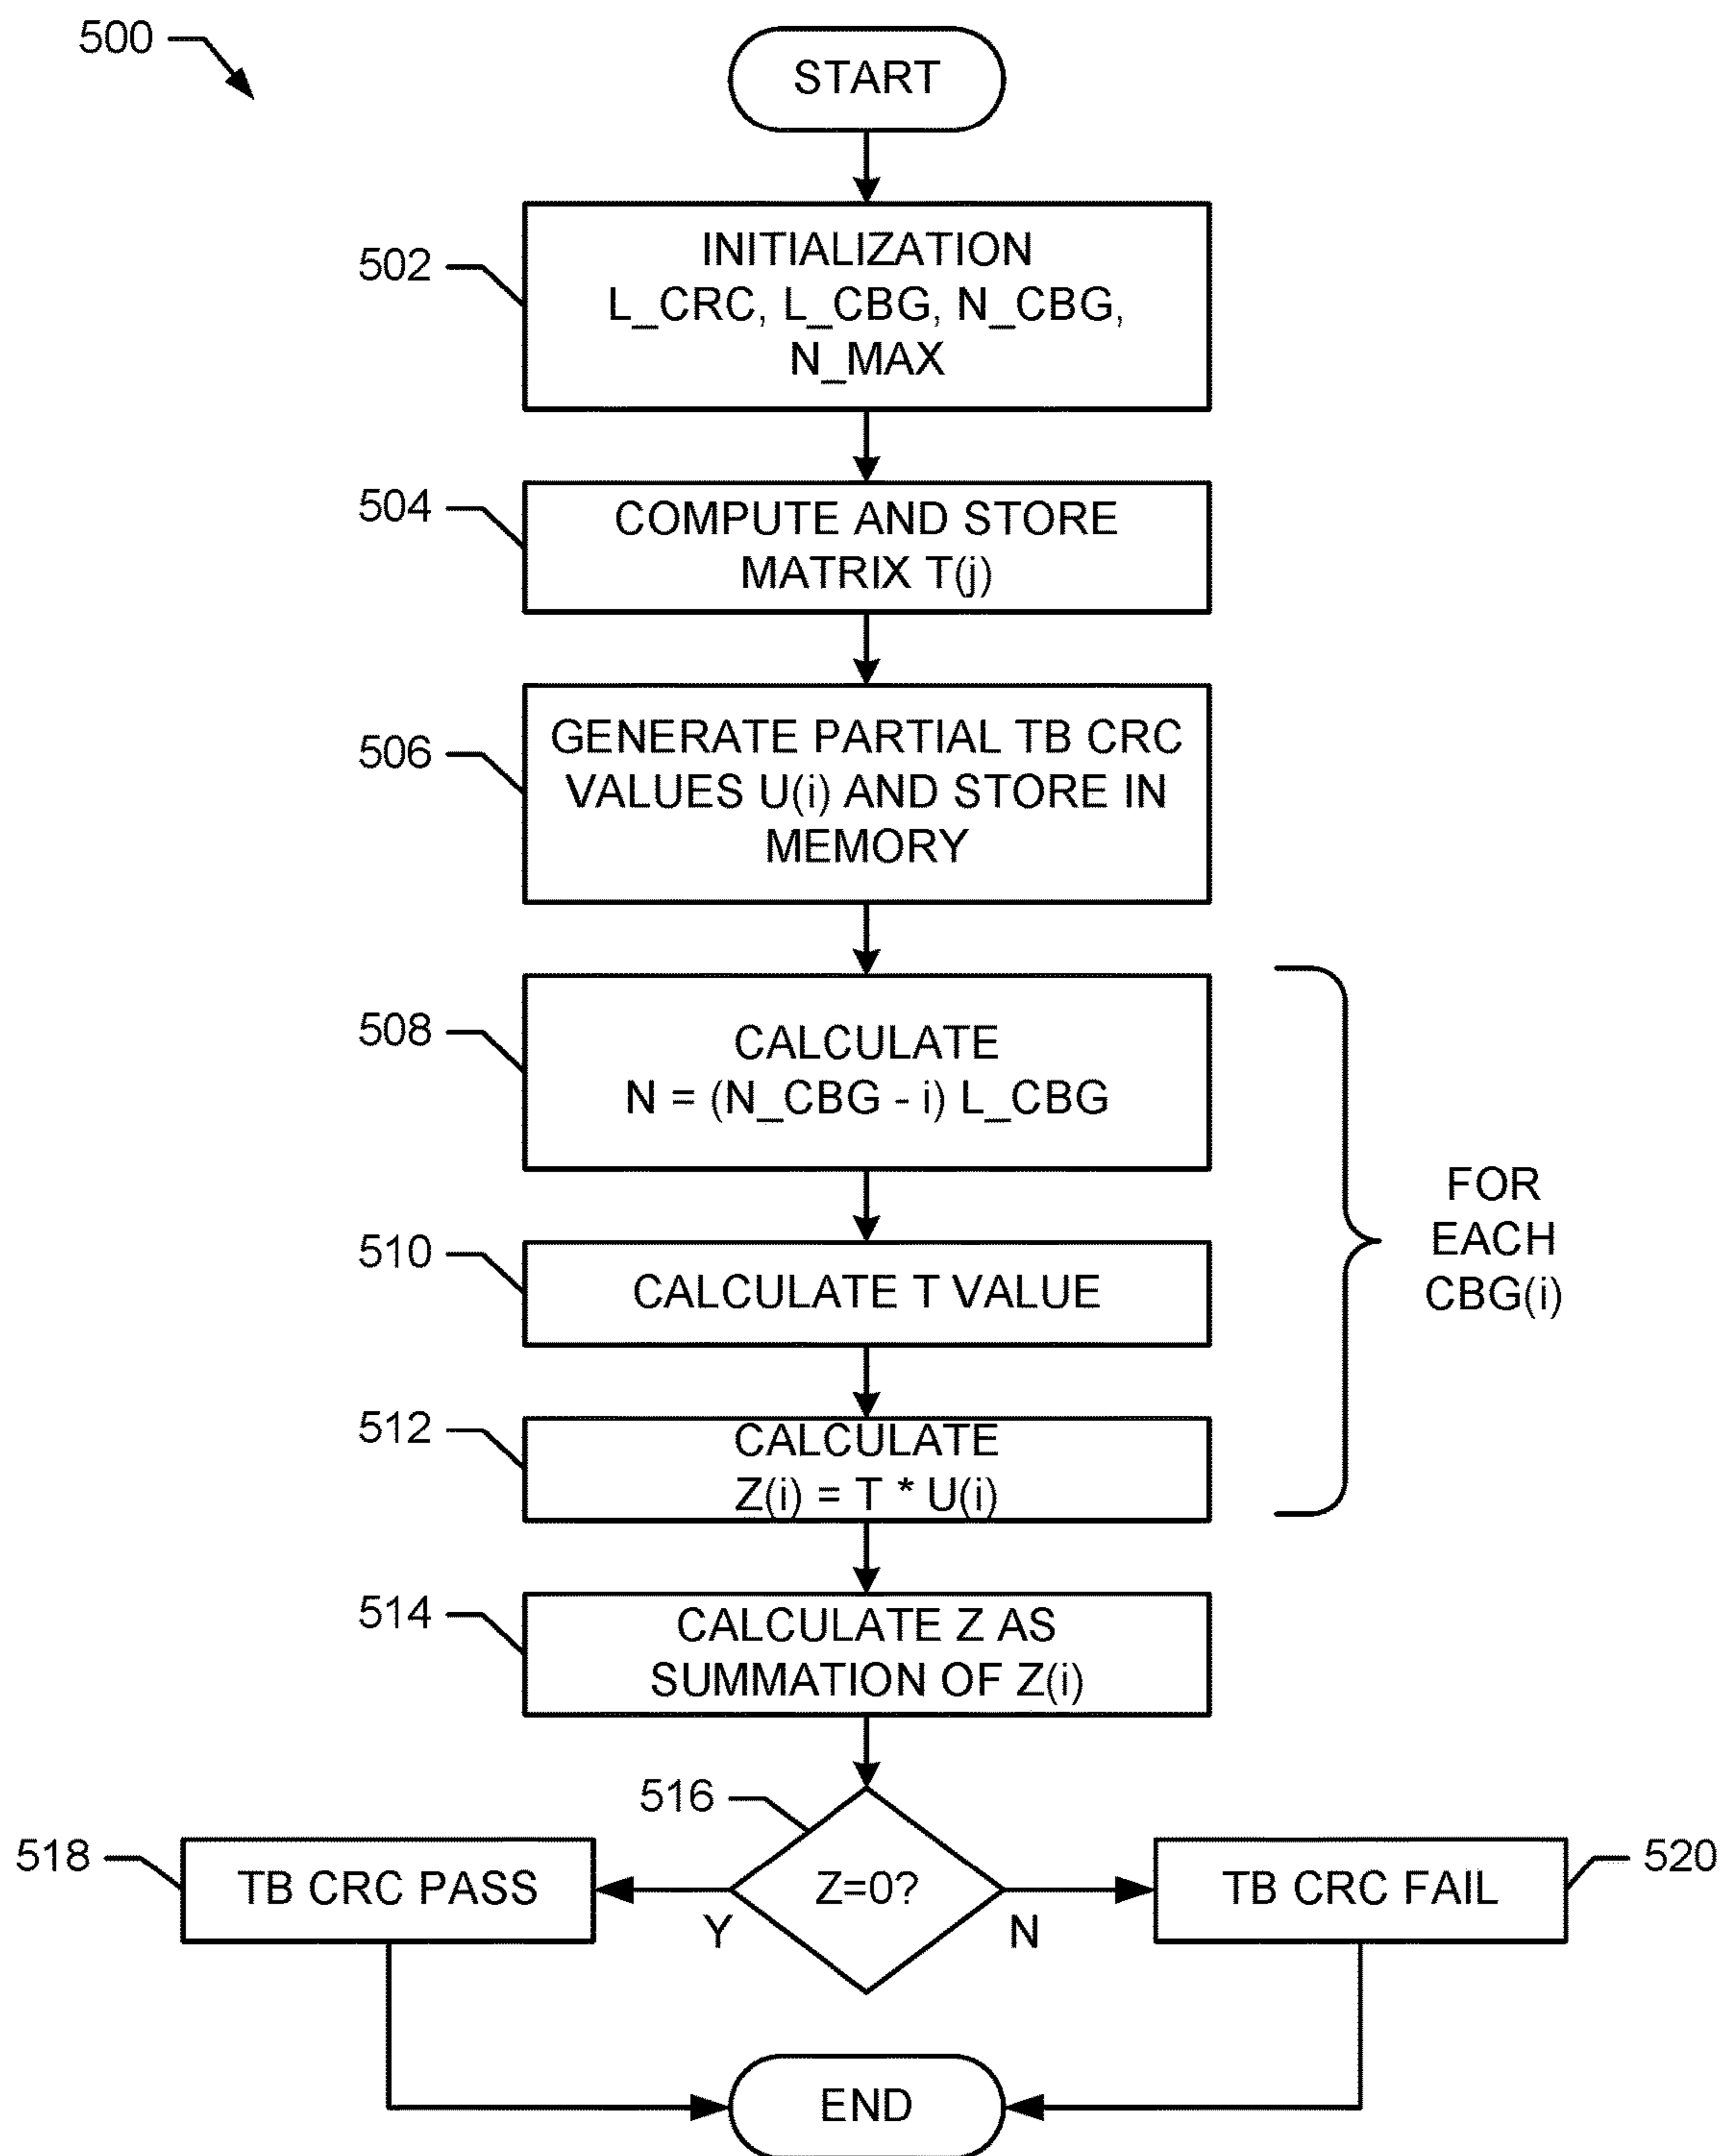 500
START
502
INITIALIZATION
L_CRC, L_CBG, N_CBG,
N_MAX
504
COMPUTE AND STORE
MATRIX T(j)
506
GENERATE PARTIAL TB CRC
VALUES U(i) AND STORE IN
MEMORY
508
CALCULATE
N = (N_CBG - i) L_CBG
510
CALCULATE T VALUE
FOR
EACH
CBG(i)
512
CALCULATE
Z(i) = T * U(i)
514
CALCULATE Z AS
SUMMATION OF Z(i)
516
Z=0?
518
TB CRC PASS
Y
N
TB CRC FAIL
520
END